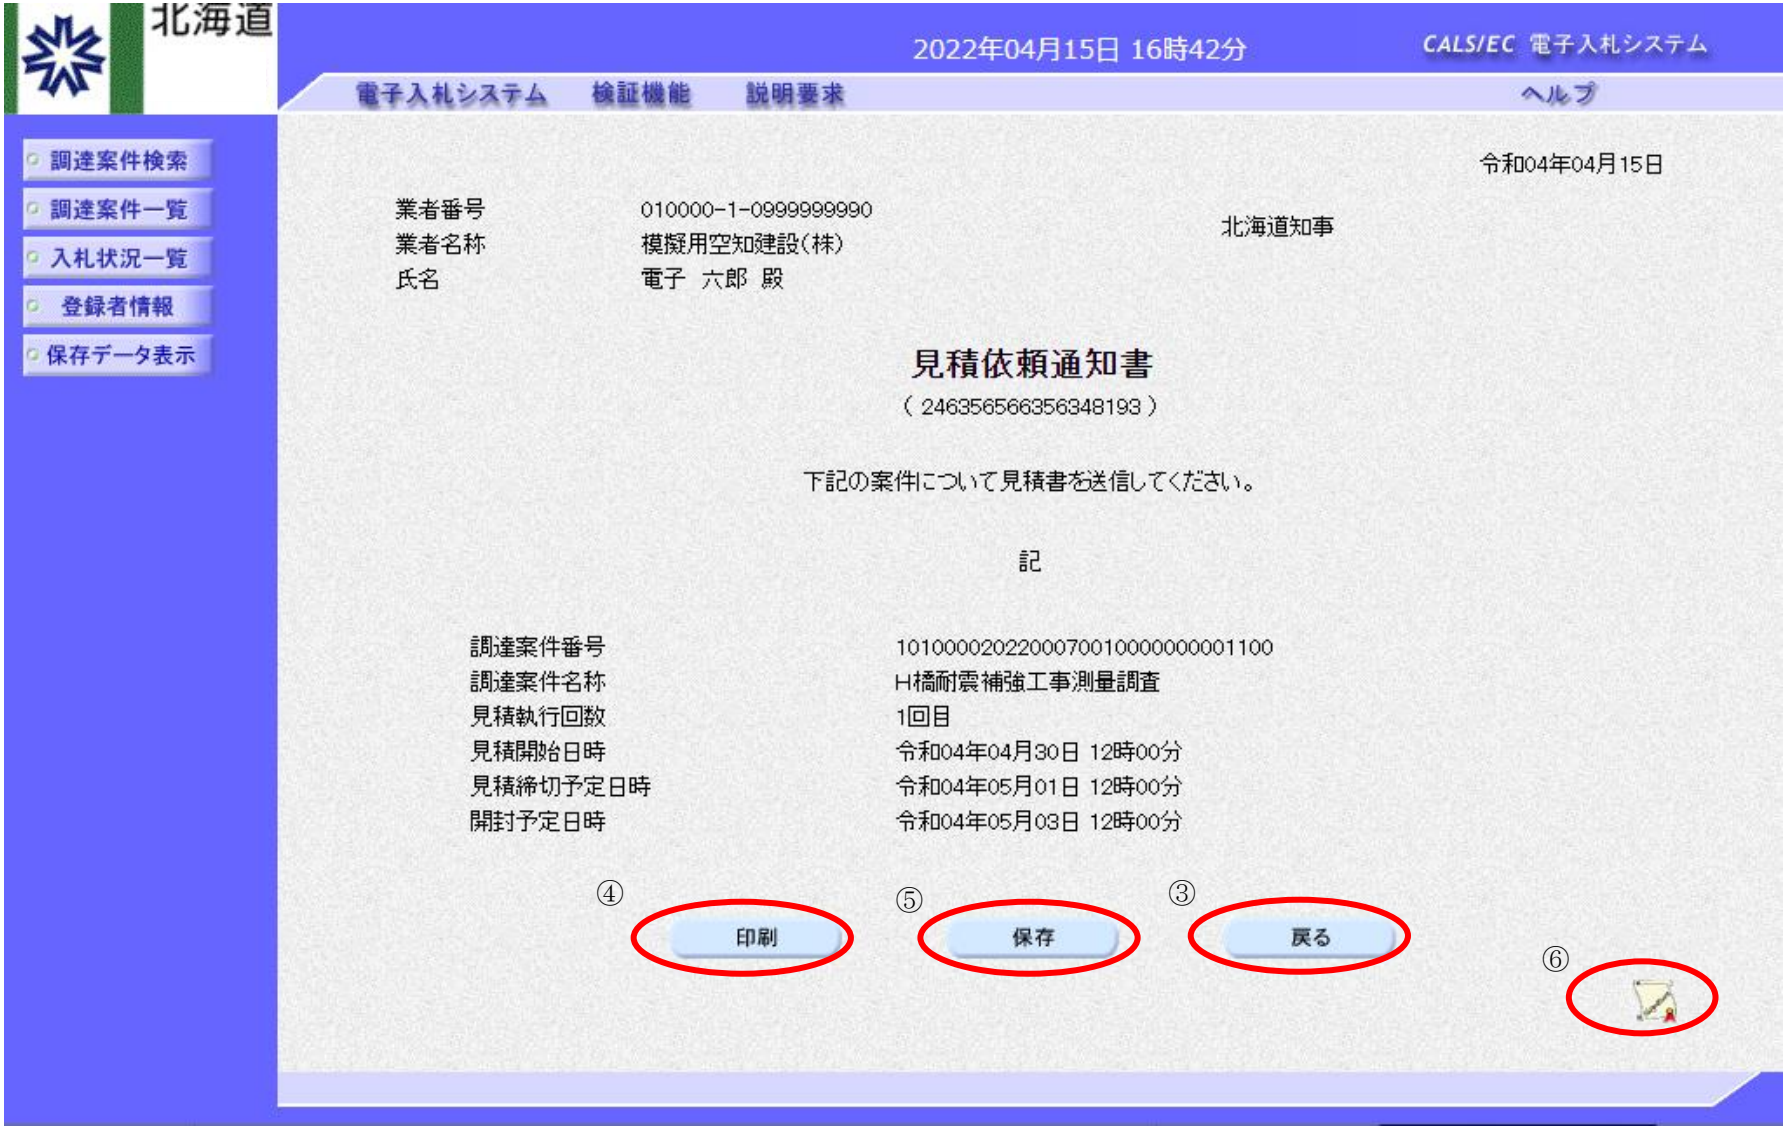 北海道
2022年04月15日 16時42分
CALS/EC 電子入札システム
電子入札システム 検証機能 説明要求 ヘルプ
調達案件検索
調達案件一覧
入札状況一覧
登録者情報
保存データ表示
令和04年04月15日
業者番号 010000-1-0999999990
業者名称 模擬用空知建設(株)
氏名 電子 六郎 殿
北海道知事
見積依頼通知書
( 246356566356348193 )
下記の案件について見積書を送信してください。
記
調達案件番号 1010000202200070010000000001100
調達案件名称 H橋耐震補強工事測量調査
見積執行回数 1回目
見積開始日時 令和04年04月30日 12時00分
見積締切予定日時 令和04年05月01日 12時00分
開封予定日時 令和04年05月03日 12時00分
④ 印刷 ⑤ 保存 ③ 戻る
⑥